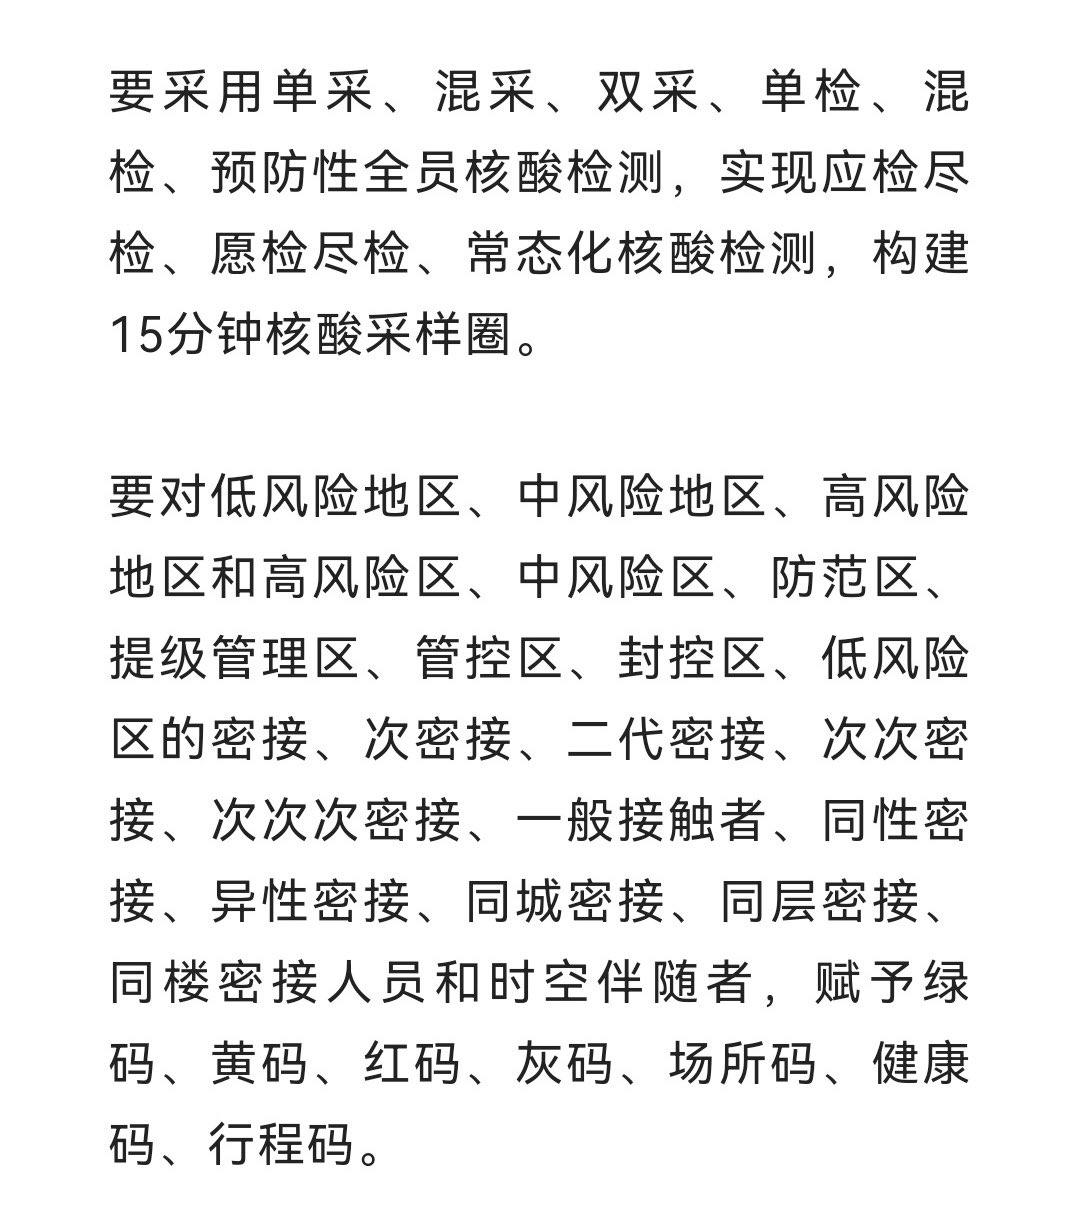 要采用单采、混采、双采、单检、混
检、预防性全员核酸检测，实现应检尽
检、愿检尽检、常态化核酸检测，构建
15分钟核酸采样圈。
要对低风险地区、中风险地区、高风险
地区和高风险区、中风险区、防范区、
提级管理区、管控区、封控区、低风险
区的密接、次密接、二代密接、次次密
接、次次次密接、一般接触者、同性密
接、异性密接、同城密接、同层密接、
同楼密接人员和时空伴随者，赋予绿
码、黄码、红码、灰码、场所码、健康
码、行程码。